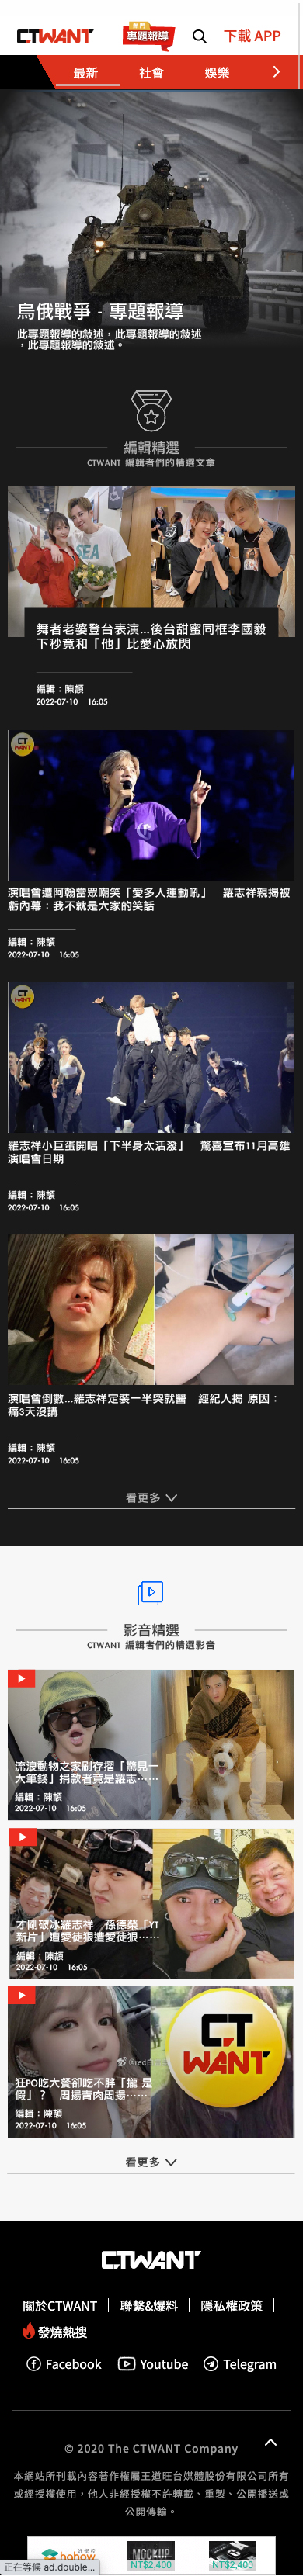 CTWANT
熱門
專題報導
下載 APP
最新 社會 娛樂
烏俄戰爭 - 專題報導
此專題報導的敘述，此專題報導的敘述
，此專題報導的敘述。
編輯精選
CTWANT 編輯者們的精選文章
SEA
舞者老婆登台表演...後台甜蜜同框李國毅
下秒竟和「他」比愛心放閃
編輯：陳頡
2022-07-10 16:05
CT
WANT
演唱會遭阿翰當眾嘲笑「愛多人運動吼」 羅志祥親揭被
虧內幕：我不就是大家的笑話
編輯：陳頡
2022-07-10 16:05
CT
WANT
羅志祥小巨蛋開唱「下半身太活潑」 驚喜宣布11月高雄
演唱會日期
編輯：陳頡
2022-07-10 16:05
演唱會倒數...羅志祥定裝一半突就醫 經紀人揭 原因：
痛3天沒講
編輯：陳頡
2022-07-10 16:05
看更多
影音精選
CTWANT 編輯者們的精選影音
流浪動物之家刷存摺「驚見一
大筆錢」捐款者竟是羅志……
編輯：陳頡
2022-07-10 16:05
才剛破冰羅志祥 孫德榮「YT
新片」遭愛徒狠遭愛徒狠……
編輯：陳頡
2022-07-10 16:05
CT
WANT
狂PO吃大餐卻吃不胖「攏 是
假」？ 周揚青肉周揚……
編輯：陳頡
2022-07-10 16:05
看更多
CTWANT
關於CTWANT 聯繫&爆料 隱私權政策
發燒熱搜
Facebook Youtube Telegram
© 2020 The CTWANT Company
本網站所刊載內容著作權屬王道旺台媒體股份有限公司所有
或經授權使用，他人非經授權不許轉載、重製、公開播送或
公開傳輸。
MOCKUP
NT$2,400 NT$2,400
正在等候 ad.double...